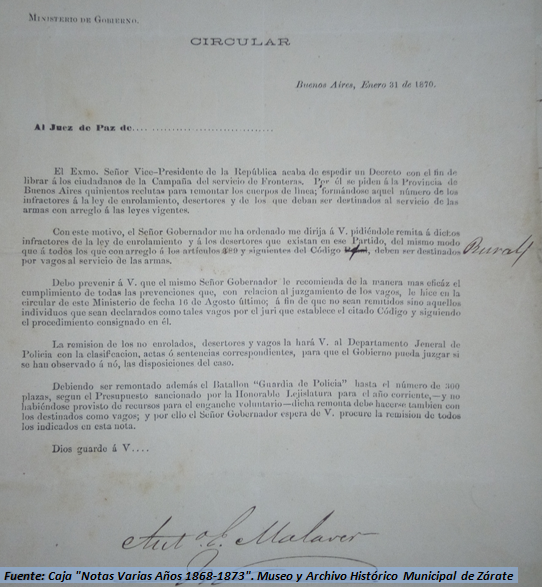 MINISTERIO DE GOBIERNO.
CIRCULAR
Buenos Aires, Enero 31 de 1870.
Al Juez de Paz de.... ...............................
El Exmo. Señor Vice-Presidente de la República acaba de espedir un Decreto con el fin de
librar á los ciudadanos de la Campaña del servicio de Fronteras. Por él se piden á la Provincia de
Buenos Aires quinientos reclutas para remontar los cuerpos de linea; formándose aquel número de los
infractores á la ley de enrolamiento, desertores y de los que deban ser destinados al servicio de las
armas con arreglo á las leyes vigentes.
Con este motivo, el Señor Gobernador me ha ordenado me dirija á V. pidiéndole remita á dichos
infractores de la ley de enrolamiento y á los desertores que existan en ese Partido, del mismo modo
que á todos los que con arreglo á los artículos 289 y siguientes del Código Rural, deben ser destinados
por vagos al servicio de las armas.
Debo prevenir á V. que el mismo Señor Gobernador le recomienda de la manera mas eficáz el
cumplimiento de todas las prevenciones que, con relacion al juzgamiento de los vagos, le hice en la
circular de este Ministerio de fecha 16 de Agosto último; á fin de que no sean remitidos sino aquellos
individuos que sean declarados como tales vagos por el juri que establece el citado Código y siguiendo
el procedimiento consignado en él.
La remision de los no enrolados, desertores y vagos la hará V. al Departamento Jeneral de
Policia con la clasificacion, actas ó sentencias correspondientes, para que el Gobierno pueda juzgar si
se han observado á nó, las disposiciones del caso.
Debiendo ser remontado además el Batallon "Guardia de Policia" hasta el número de 300
plazas, segun el Presupuesto sancionado por la Honorable Lejislatura para el año corriente,—y no
habiéndose provisto de recursos para el enganche voluntario—dicha remonta debe hacerse tambien con
los destinados como vagos; y por ello el Señor Gobernador espera de V. procure la remision de todos
los indicados en esta nota.
Dios guarde á V....
Anto. E. Malaver
Fuente: Caja "Notas Varias Años 1868-1873". Museo y Archivo Histórico Municipal de Zárate